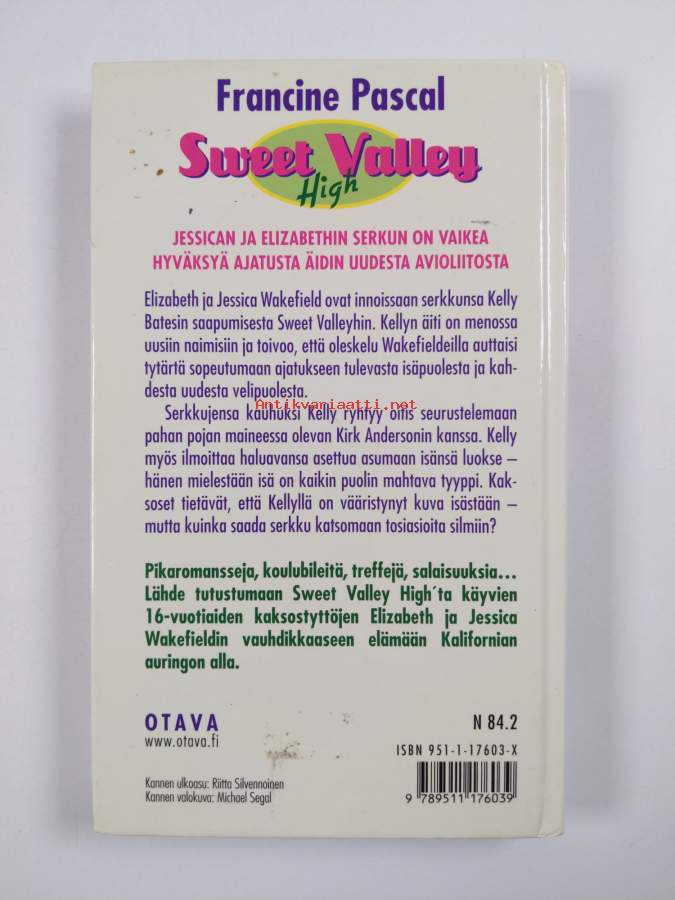 Francine Pascal
Sweet Valley
High
JESSICAN JA ELIZABETHIN SERKUN ON VAIKEA
HYVÄKSYÄ AJATUSTA ÄIDIN UUDESTA AVIOLIITOSTA
Elizabeth ja Jessica Wakefield ovat innoissaan serkkunsa Kelly
Batesin saapumisesta Sweet Valleyhin. Kellyn äiti on menossa
uusiin naimisiin ja toivoo, että oleskelu Wakefieldeilla auttaisi
tytärtä sopeutumaan ajatukseen tulevasta isäpuolesta ja kah-
desta uudesta velipuolesta.
Antikvariaatti.net
Serkkujensa kauhuksi Kelly ryhtyy oitis seurustelemaan
pahan pojan maineessa olevan Kirk Andersonin kanssa. Kelly
myös ilmoittaa haluavansa asettua asumaan isänsä luokse –
hänen mielestään isä on kaikin puolin mahtava tyyppi. Kak-
soset tietävät, että Kellyllä on vääristynyt kuva isästään –
mutta kuinka saada serkku katsomaan tosiasioita silmiin?
Pikaromansseja, koulubileitä, treffejä, salaisuuksia...
Lähde tutustumaan Sweet Valley High´ta käyvien
16-vuotiaiden kaksostyttöjen Elizabeth ja Jessica
Wakefieldin vauhdikkaaseen elämään Kalifornian
auringon alla.
OTAVA
www.otava.fi
N 84.2
ISBN 951-1-17603-X
Kannen ulkoasu: Riitta Silvennoinen
Kannen valokuva: Michael Segal
9 789511 176039